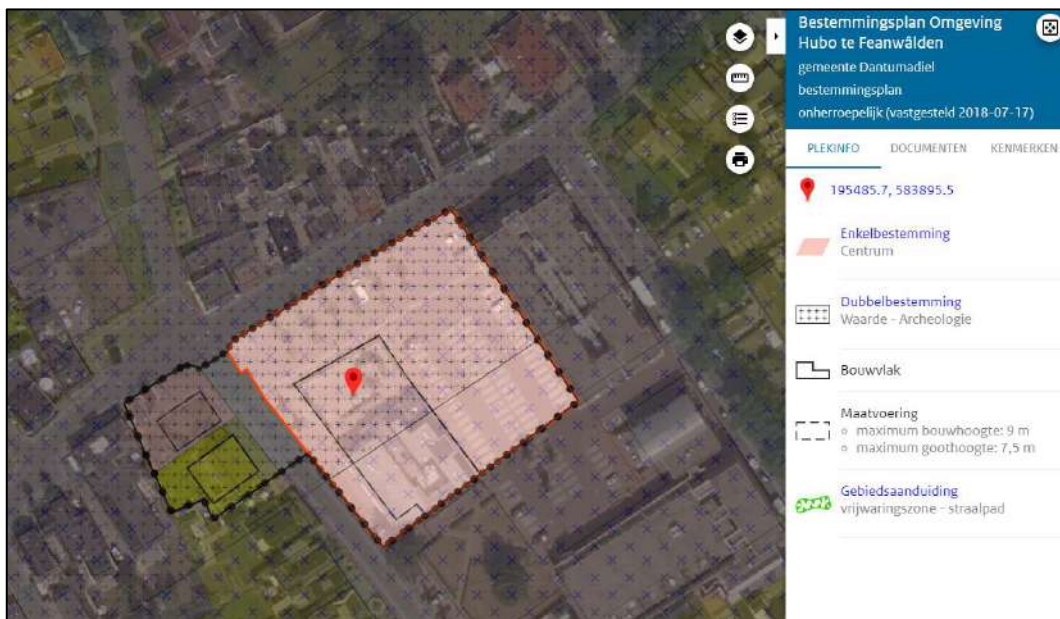 Bestemmingsplan Omgeving
Hubo te Feanwâlden
gemeente Dantumadiel
bestemmingsplan
onherroepelijk (vastgesteld 2018-07-17)
PLEKINFO DOCUMENTEN KENMERKEN
195485.7, 583895.5
Enkelbestemming
Centrum
Dubbelbestemming
Waarde - Archeologie
Bouwvlak
Maatvoering
maximum bouwhoogte: 9 m
maximum goothoogte: 7,5 m
Gebiedsaanduiding
vrijwaringszone - straalpad